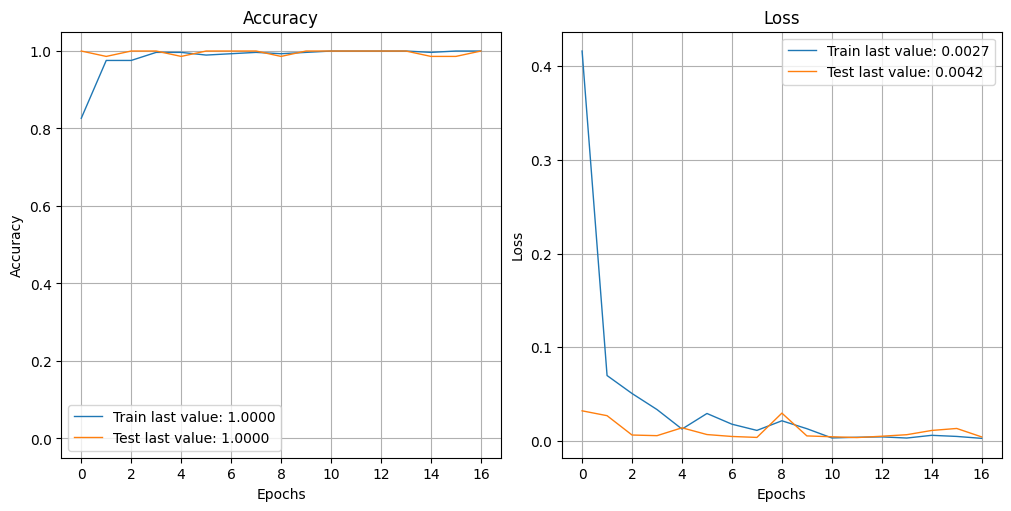 Accuracy
1.0
0.8
0.6
0.4
0.2
0.0
Accuracy
Train last value: 1.0000
Test last value: 1.0000
0 2 4 6 8 10 12 14 16
Epochs
Loss
0.4
0.3
0.2
0.1
0.0
Loss
Train last value: 0.0027
Test last value: 0.0042
0 2 4 6 8 10 12 14 16
Epochs